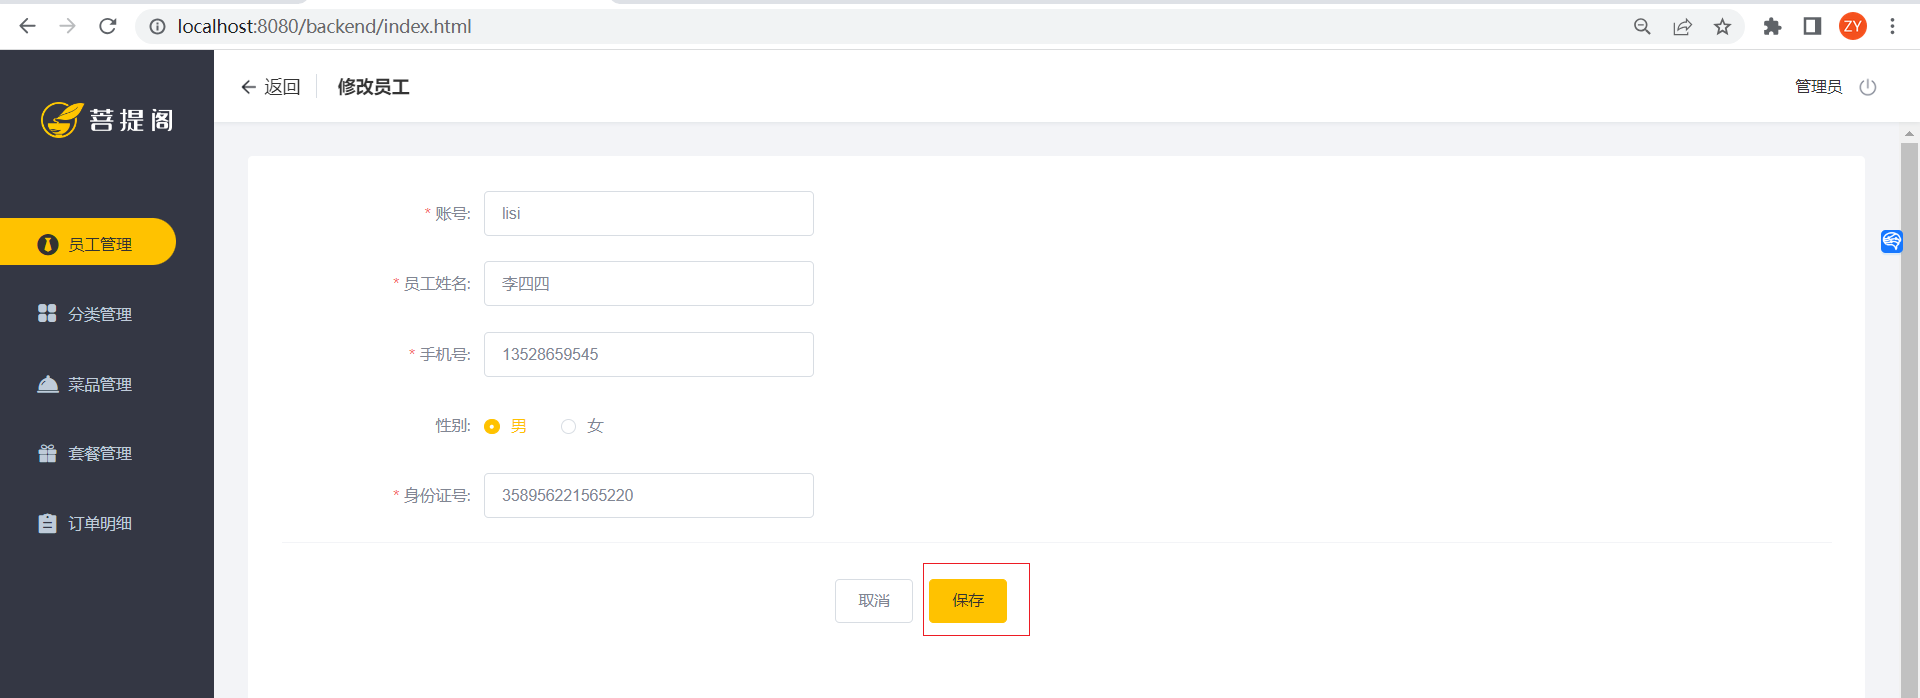 localhost:8080/backend/index.html
ZY
菩提阁
返回
修改员工
管理员
员工管理
分类管理
菜品管理
套餐管理
订单明细
* 账号:
lisi
* 员工姓名:
李四四
* 手机号:
13528659545
性别:
男
女
* 身份证号:
358956221565220
取消
保存